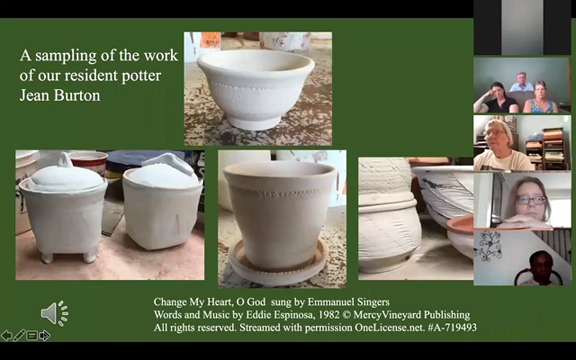 A sampling of the work
of our resident potter
Jean Burton
Change My Heart, O God sung by Emmanuel Singers
Words and Music by Eddie Espinosa, 1982 © MercyVineyard Publishing
All rights reserved. Streamed with permission OneLicense.net. #A-719493